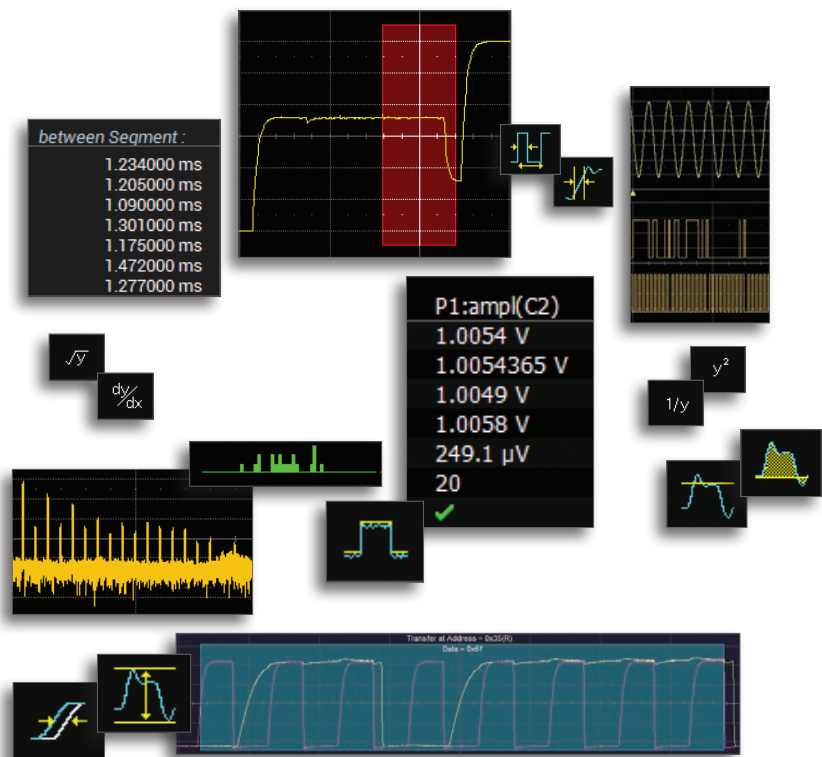 between Segment :
1.234000 ms
1.205000 ms
1.090000 ms
1.301000 ms
1.175000 ms
1.472000 ms
1.277000 ms
P1:ampl(C2)
1.0054 V
1.0054365 V
1.0049 V
1.0058 V
249.1 µV
20
√y
dy/dx
y²
1/y
Transfer at Address = 0x35(R)
Data = 0x6f